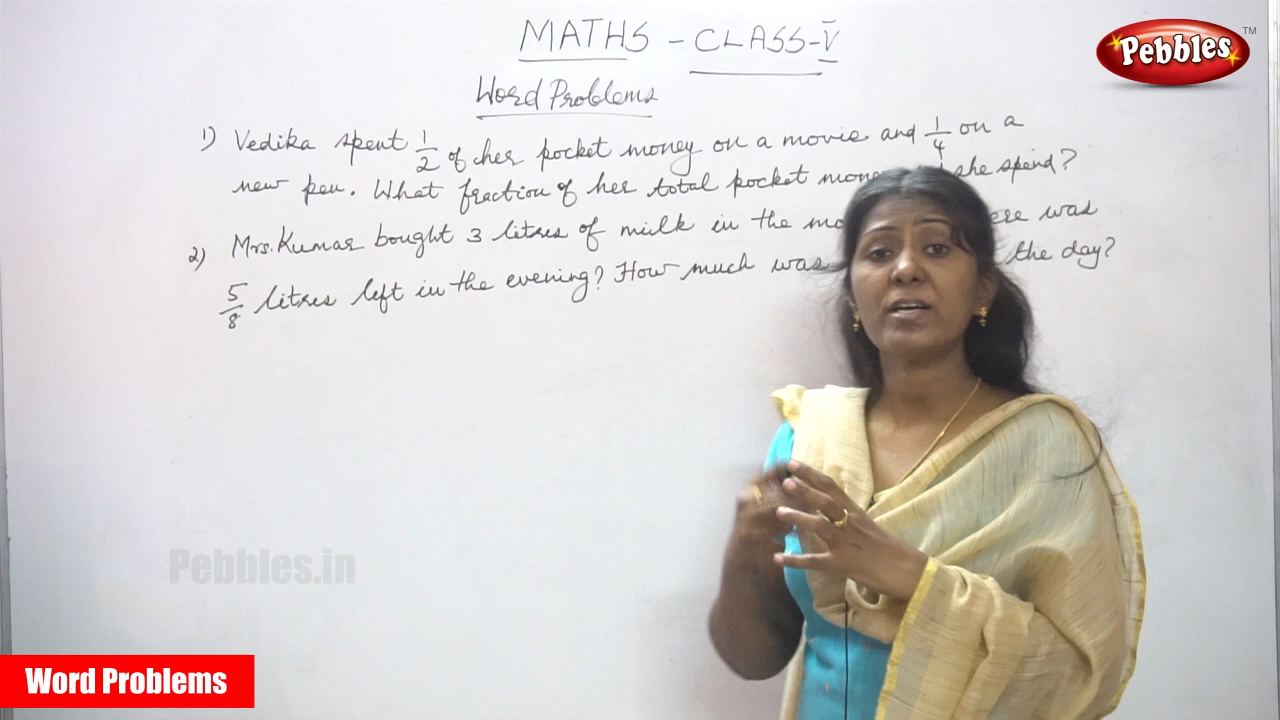 MATHS - CLASS-V
Pebbles TM
Word Problems
1) Vedika spent 1/2 of her pocket money on a movie and 1/4 on a
new pen. What fraction of her total pocket mone she spend?
2) Mrs. Kumar bought 3 litres of milk in the mo ere was
5/8 litres left in the evening? How much was the day?
Pebbles.in
Word Problems